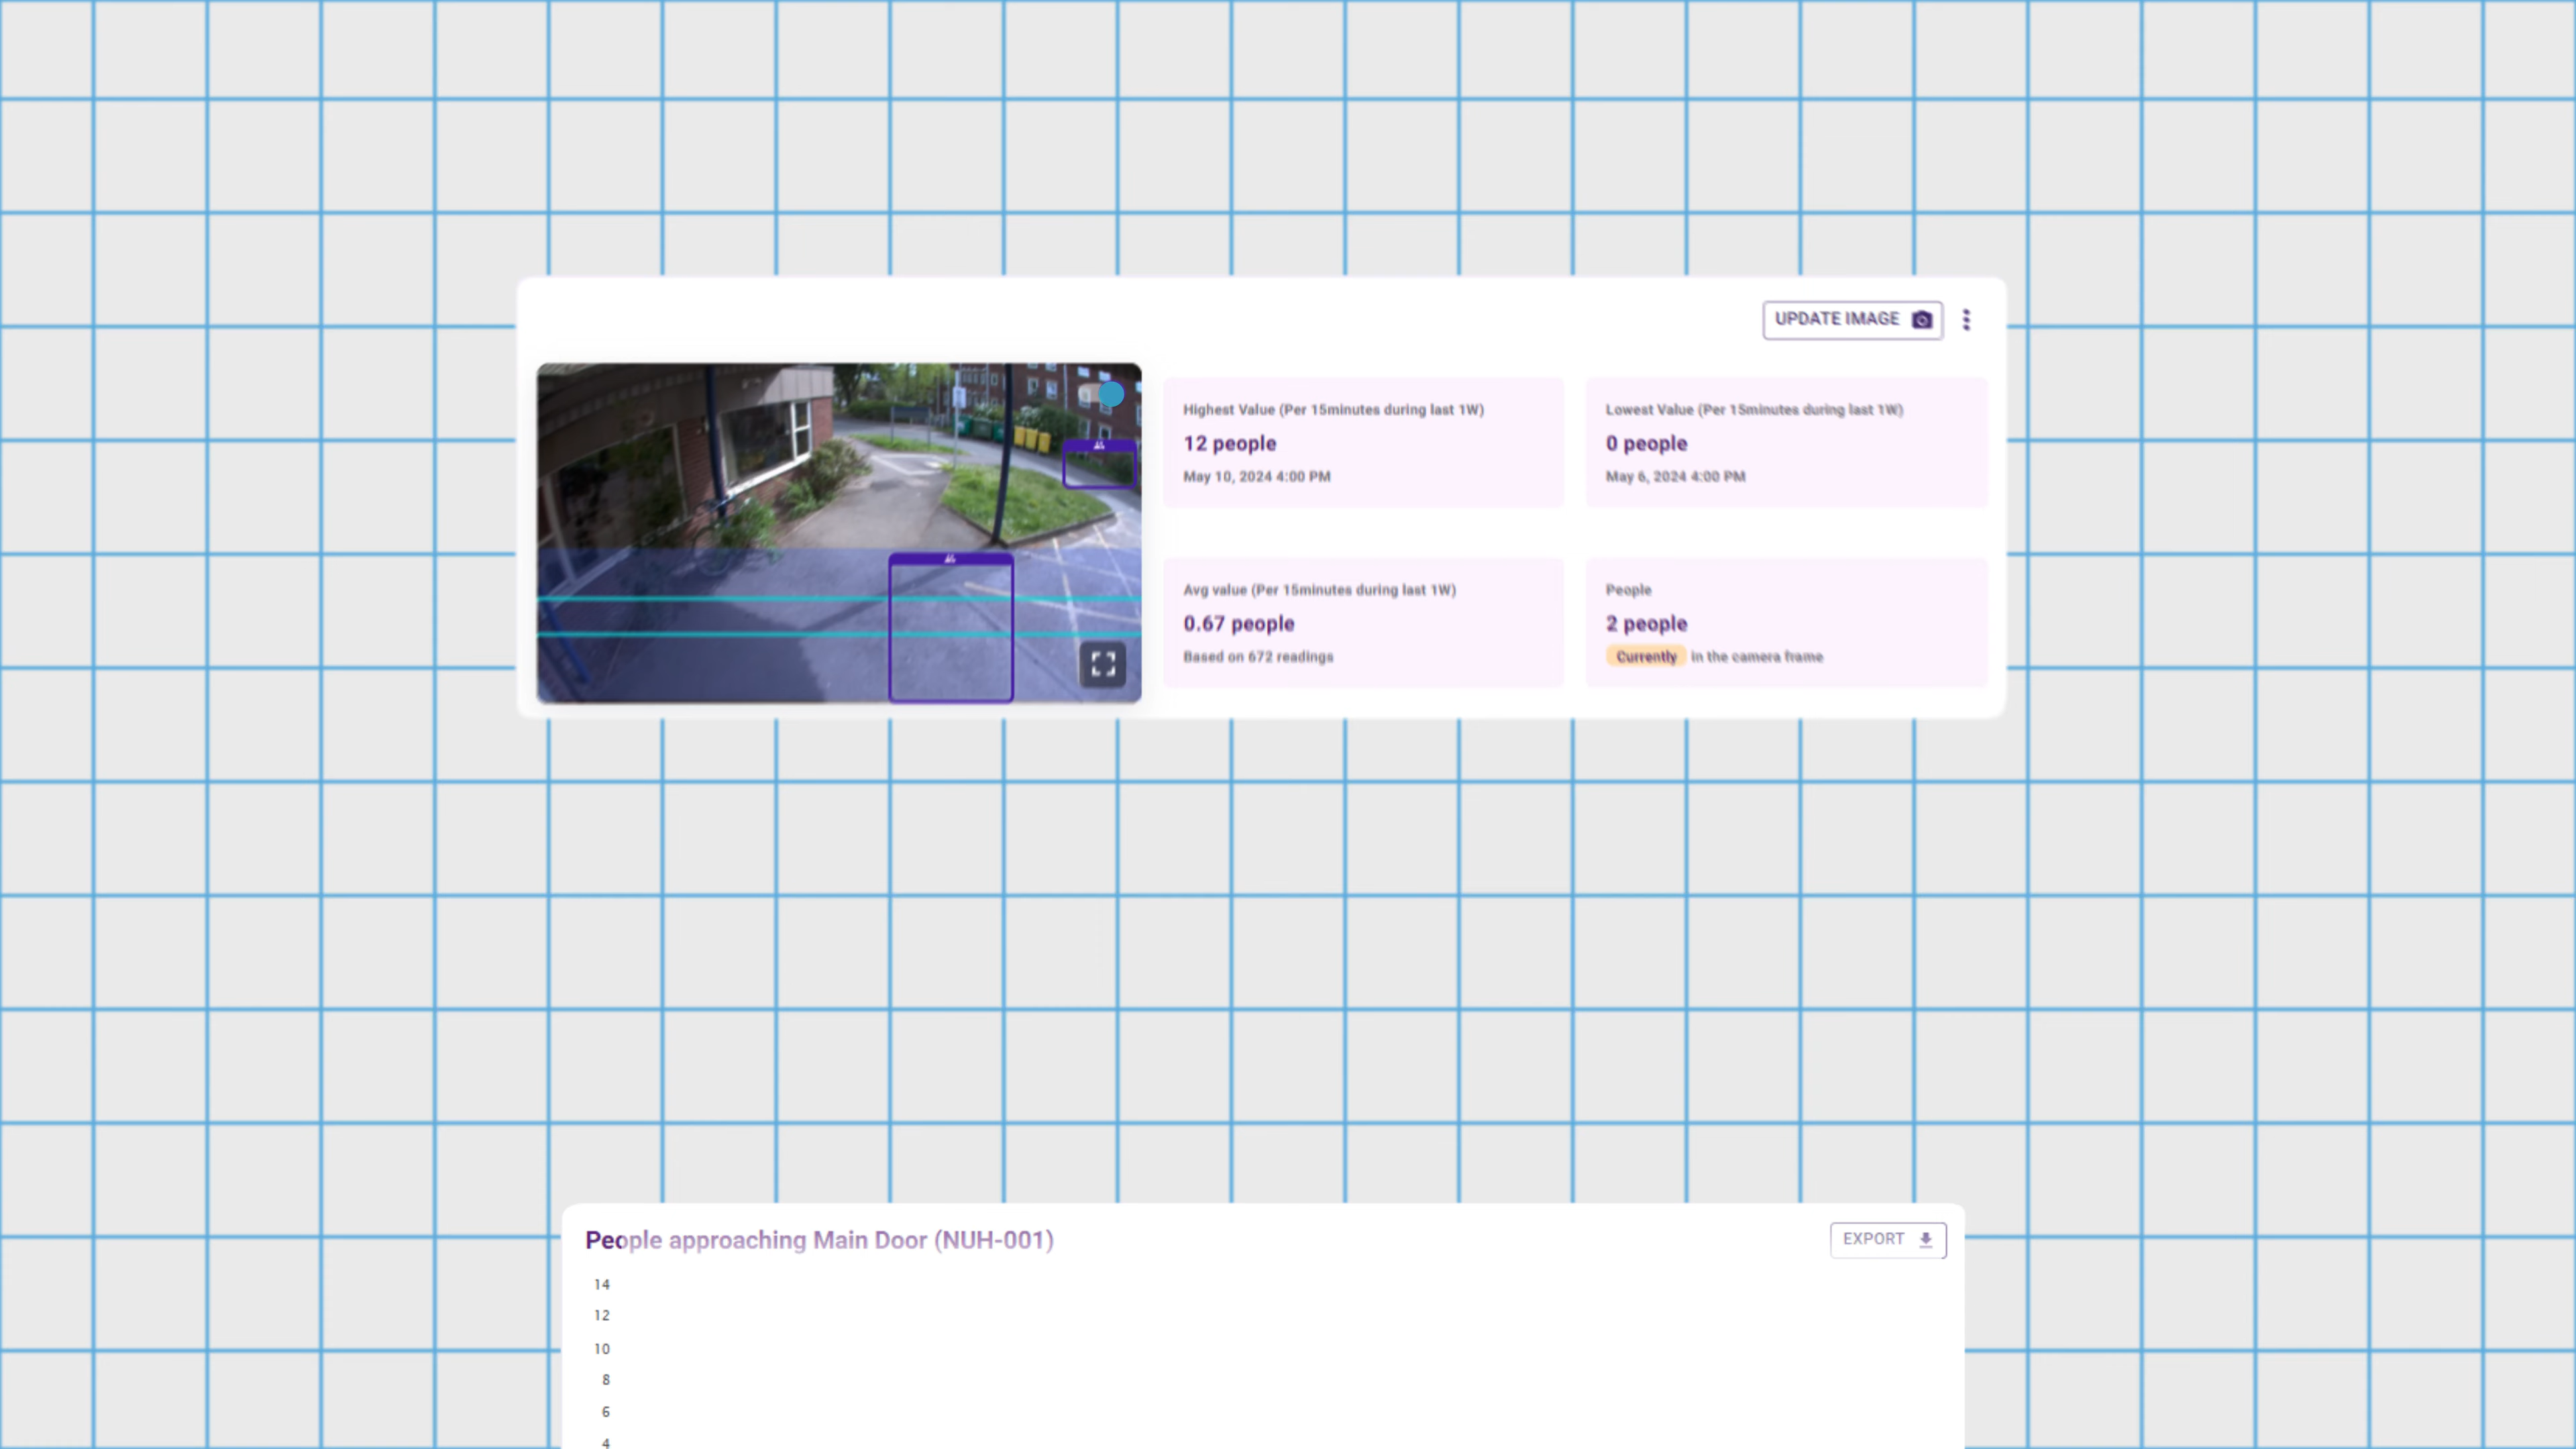 UPDATE IMAGE
Highest Value (Per 15minutes during last 1W)
12 people
May 10, 2024 4:00 PM
Lowest Value (Per 15minutes during last 1W)
0 people
May 6, 2024 4:00 PM
Avg value (Per 15minutes during last 1W)
0.67 people
Based on 672 readings
People
2 people
Currently in the camera frame
People approaching Main Door (NUH-001)
EXPORT
14
12
10
8
6
4